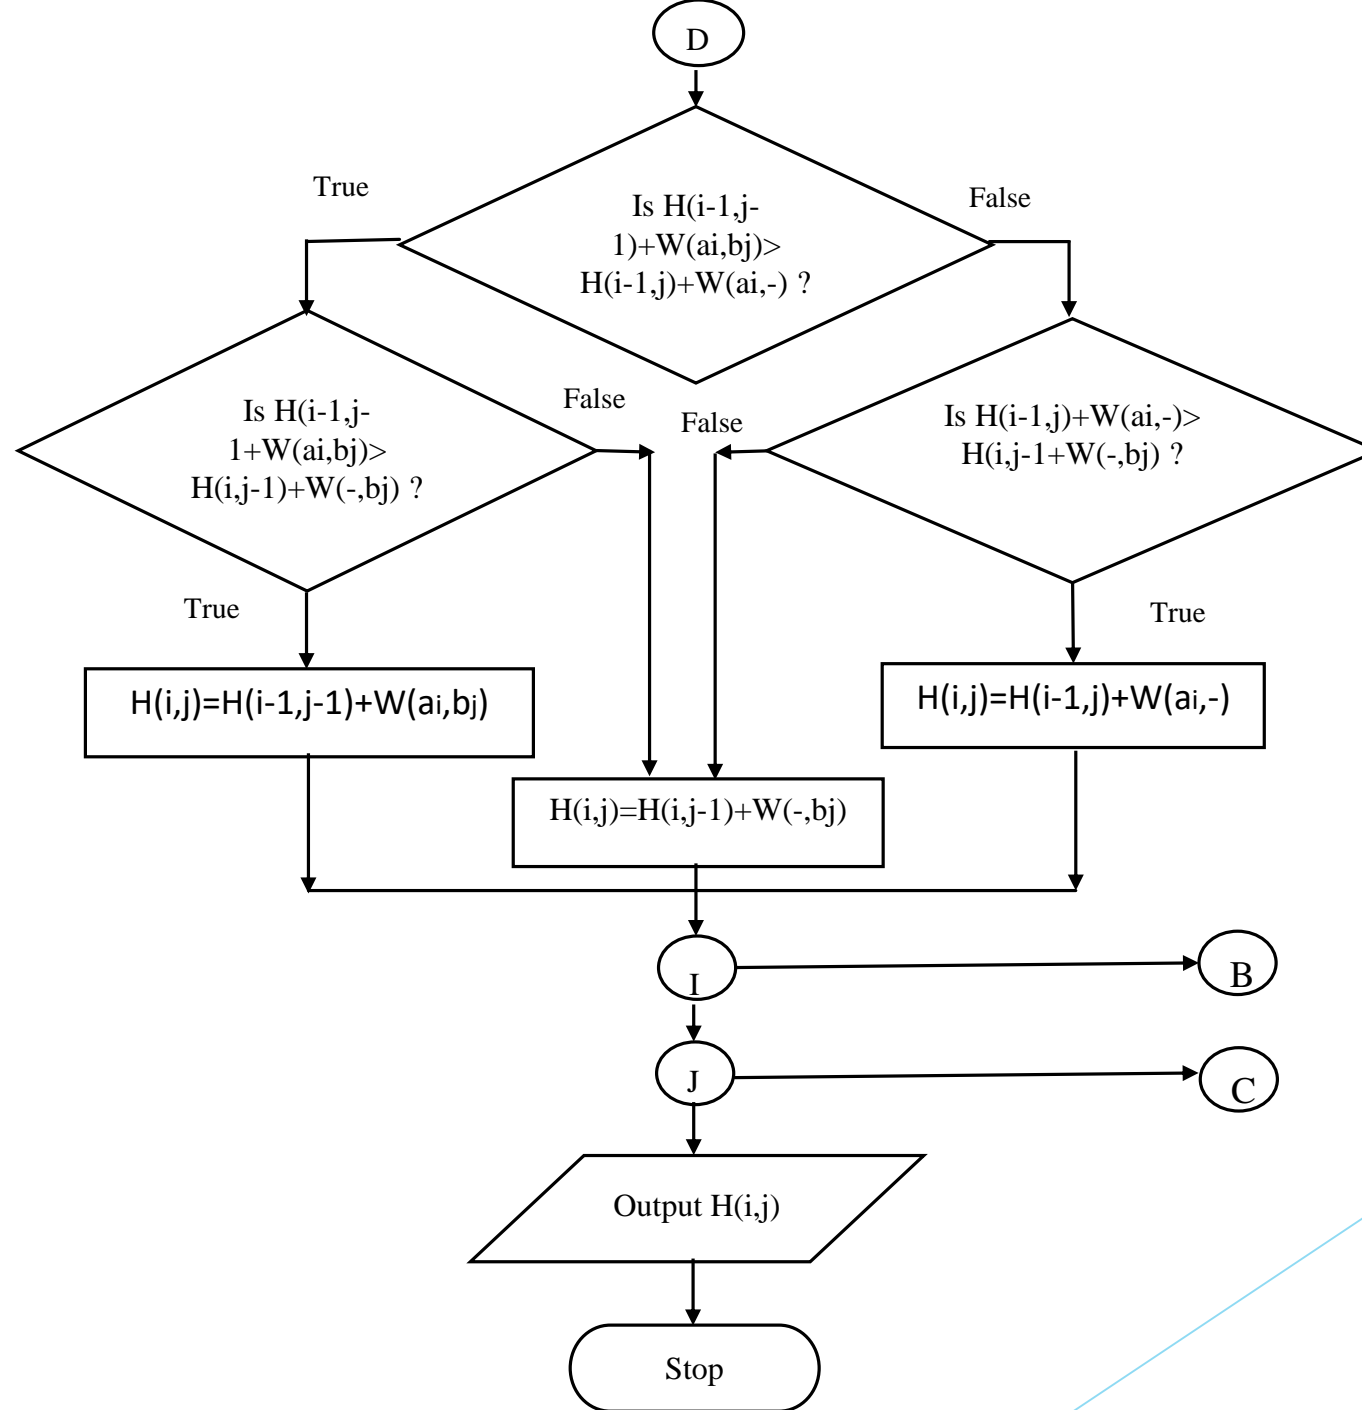 D
True
False
Is H(i-1,j-
1)+W(ai,bj)>
H(i-1,j)+W(ai,-) ?
False
False
Is H(i-1,j-
1+W(ai,bj)>
H(i,j-1)+W(-,bj) ?
Is H(i-1,j)+W(ai,-)>
H(i,j-1+W(-,bj) ?
True
True
H(i,j)=H(i-1,j-1)+W(ai,bj)
H(i,j)=H(i-1,j)+W(ai,-)
H(i,j)=H(i,j-1)+W(-,bj)
I
B
J
C
Output H(i,j)
Stop